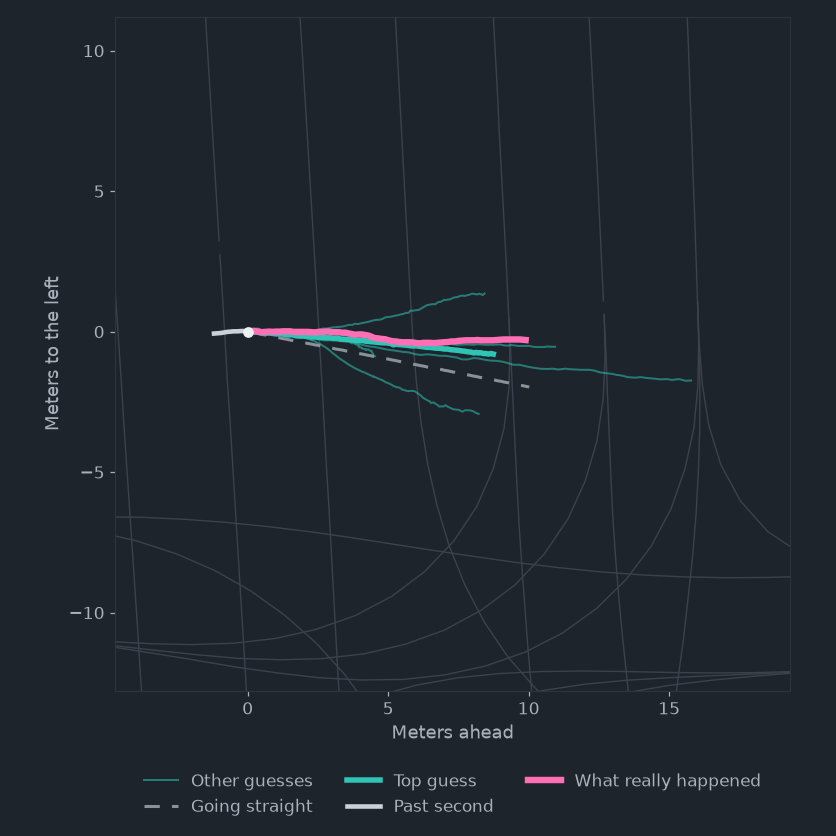 10
5
0
−5
−10
Meters to the left
0 5 10 15
Meters ahead
Other guesses Top guess What really happened
Going straight Past second